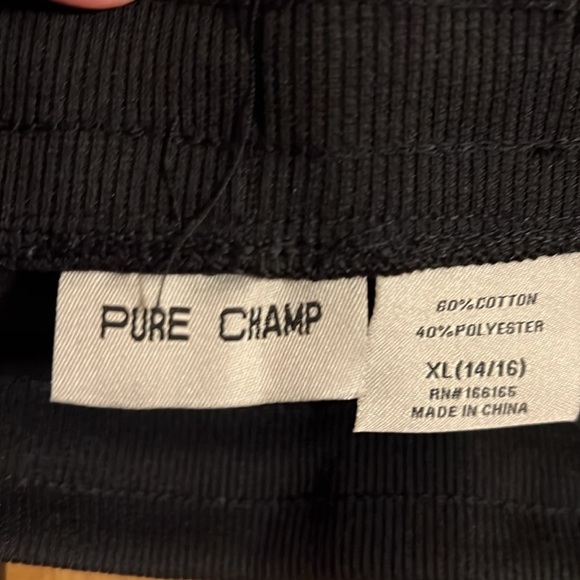 PURE CHAMP
60%COTTON
40%POLYESTER
XL(14/16)
RN#166165
MADE IN CHINA